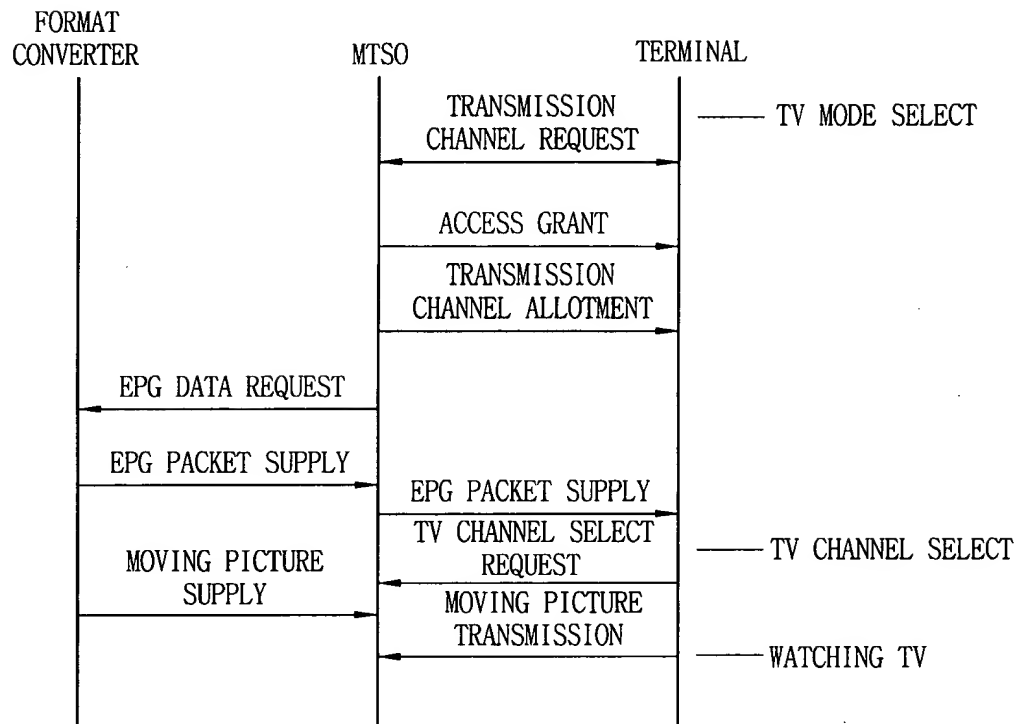 FORMAT
CONVERTER
MTSO
TERMINAL
TRANSMISSION
CHANNEL REQUEST
TV MODE SELECT
ACCESS GRANT
TRANSMISSION
CHANNEL ALLOTMENT
EPG DATA REQUEST
EPG PACKET SUPPLY
EPG PACKET SUPPLY
TV CHANNEL SELECT
REQUEST
TV CHANNEL SELECT
MOVING PICTURE
SUPPLY
MOVING PICTURE
TRANSMISSION
WATCHING TV